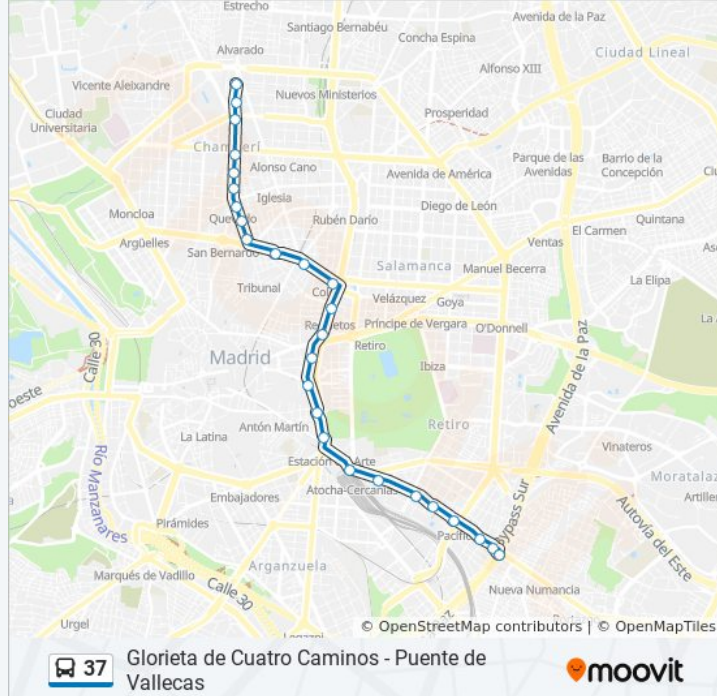 Estrecho
Santiago Bernabéu
Avenida de la Paz
Concha Espina
Alvarado
Ciudad Lineal
Alfonso XIII
Vicente Aleixandre
Nuevos Ministerios
Prosperidad
Ciudad
Universitaria
Chamberí
Alonso Cano
Parque de las
Avenidas
Barrio de la
Concepción
Avenida de América
Iglesia
Diego de León
Moncloa
Quevedo
Rubén Darío
Quintana
El Carmen
Argüelles
Ventas
San Bernardo
Salamanca
Manuel Becerra
La Elipa
Tribunal
Velázquez
Goya
Príncipe de Vergara
O'Donnell
Calle 30
Retiro
Madrid
Ibiza
Avenida de la Paz
Antón Martín
Retiro
La Latina
Vinateros
Estación
Arte
Moratalaz
Río Manzanares
Embajadores
Atocha-Cercanías
Bypass Sur
Autovía del Este
Pirámides
Pacífico
Arganzuela
Marqués de Vadillo
Calle 30
Nueva Numancia
Urgel
© OpenStreetMap contributors | © OpenMapTiles
37
Glorieta de Cuatro Caminos - Puente de
Vallecas
moovit